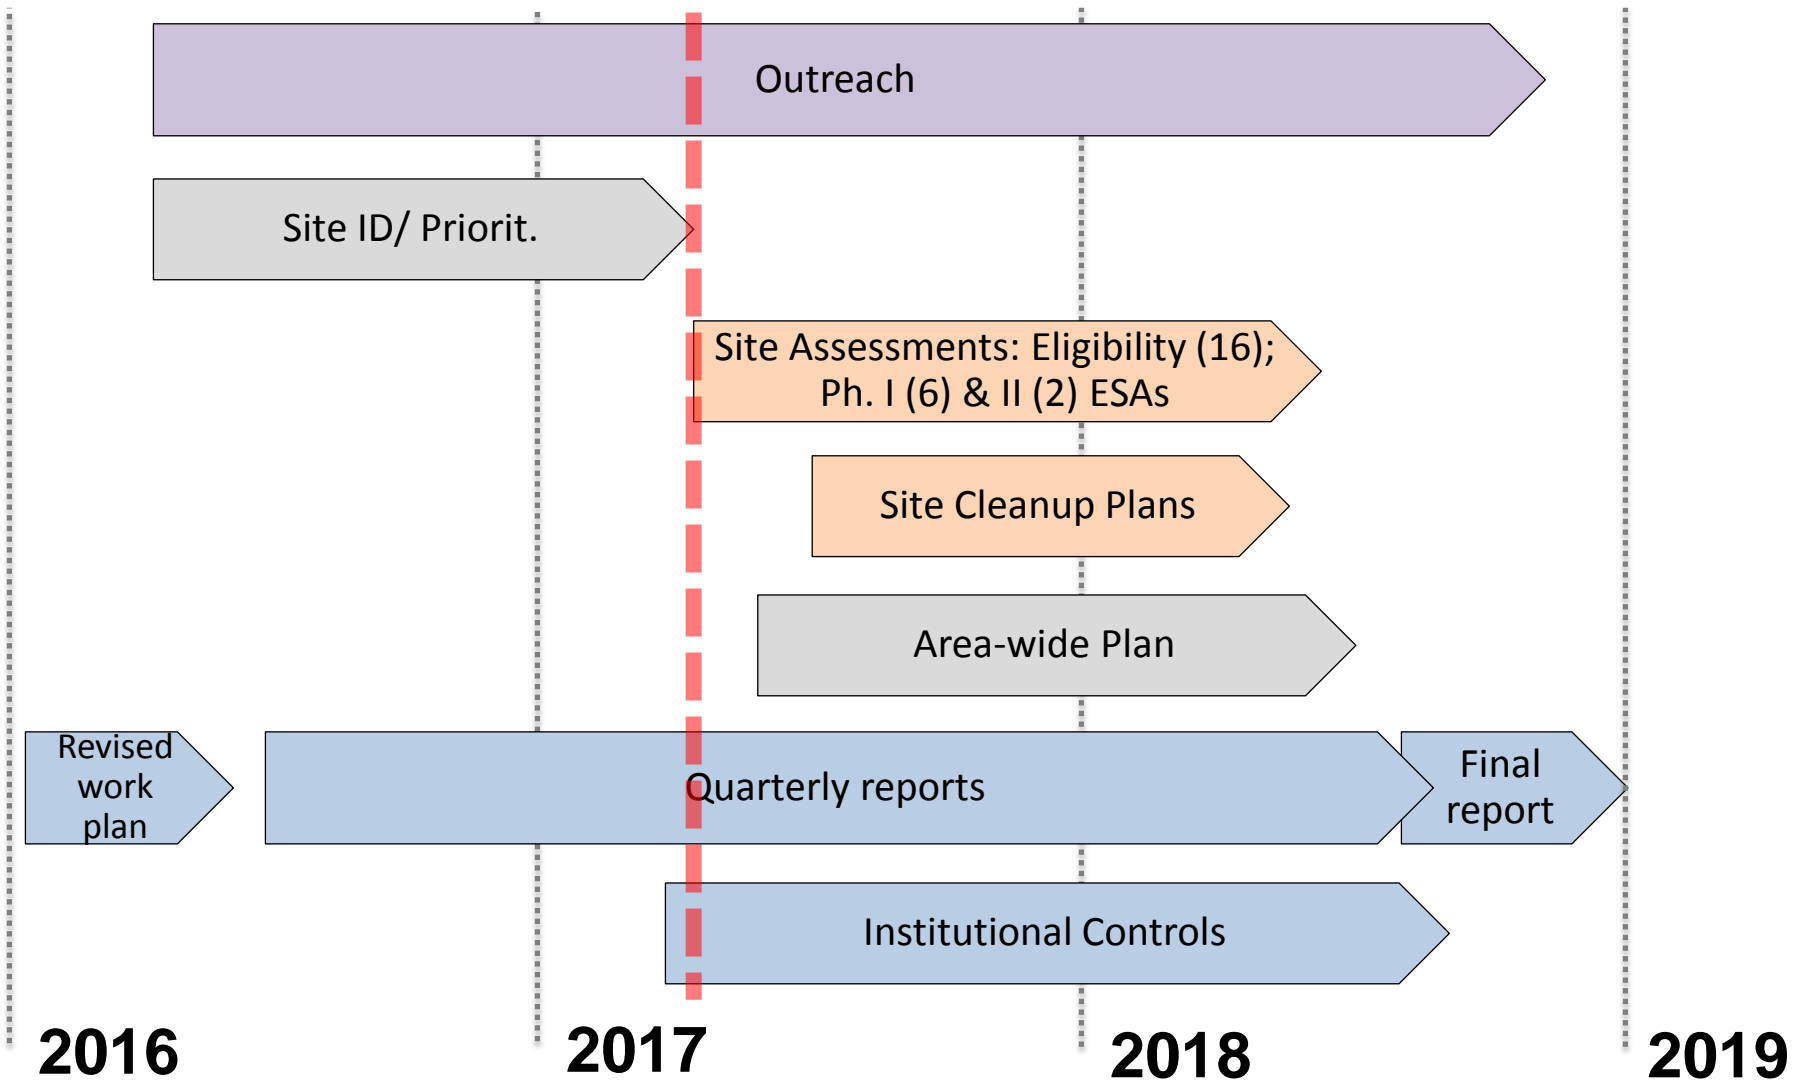 Outreach
Site ID/ Priorit.
Site Assessments: Eligibility (16);
Ph. I (6) & II (2) ESAs
Site Cleanup Plans
Area-wide Plan
Revised
work
plan
Quarterly reports
Final
report
Institutional Controls
2016
2017
2018
2019